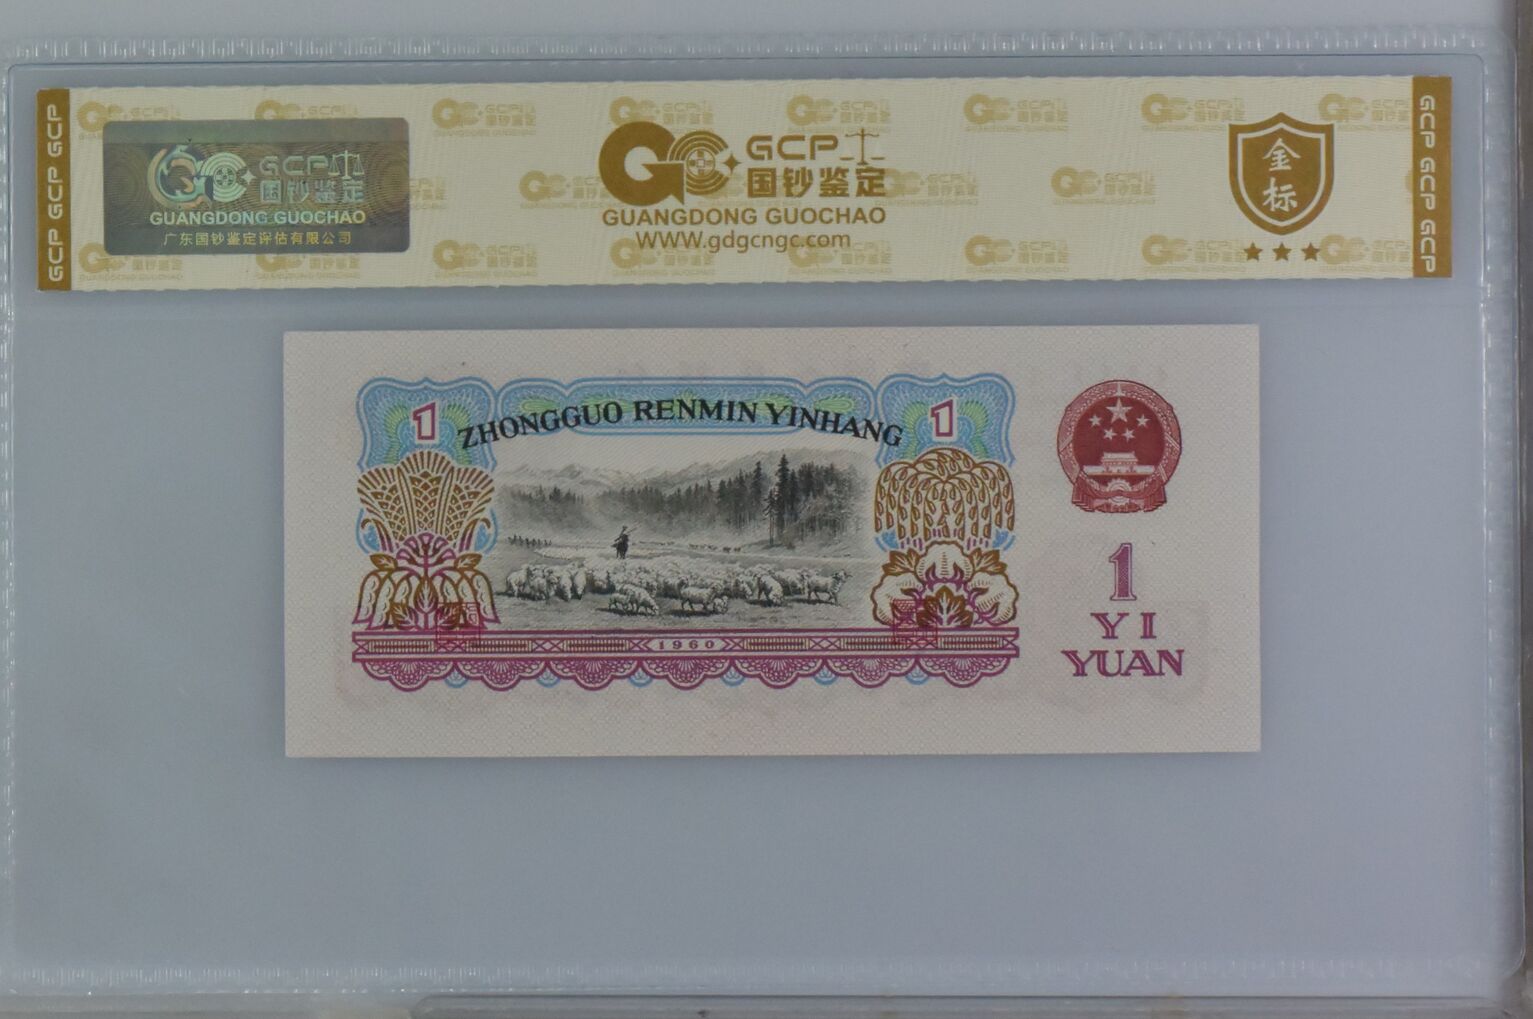 GCP GCP GCP
GCP
国钞鉴定
GUANGDONG GUOCHAO
广东国钞鉴定评估有限公司
GCP
国钞鉴定
GUANGDONG GUOCHAO
WWW.gdgcngc.com
金
标
GCP GCP GCP
1
ZHONGGUO RENMIN YINHANG
1
1960
1
YI
YUAN